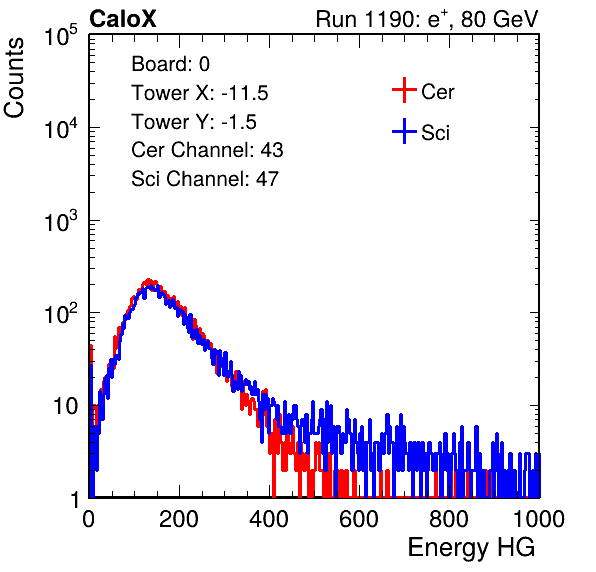 CaloX Run 1190: e⁺, 80 GeV
Counts
10⁵
10⁴
10³
10²
10
1
Board: 0
Tower X: -11.5
Tower Y: -1.5
Cer Channel: 43
Sci Channel: 47
Cer
Sci
0 200 400 600 800 1000
Energy HG